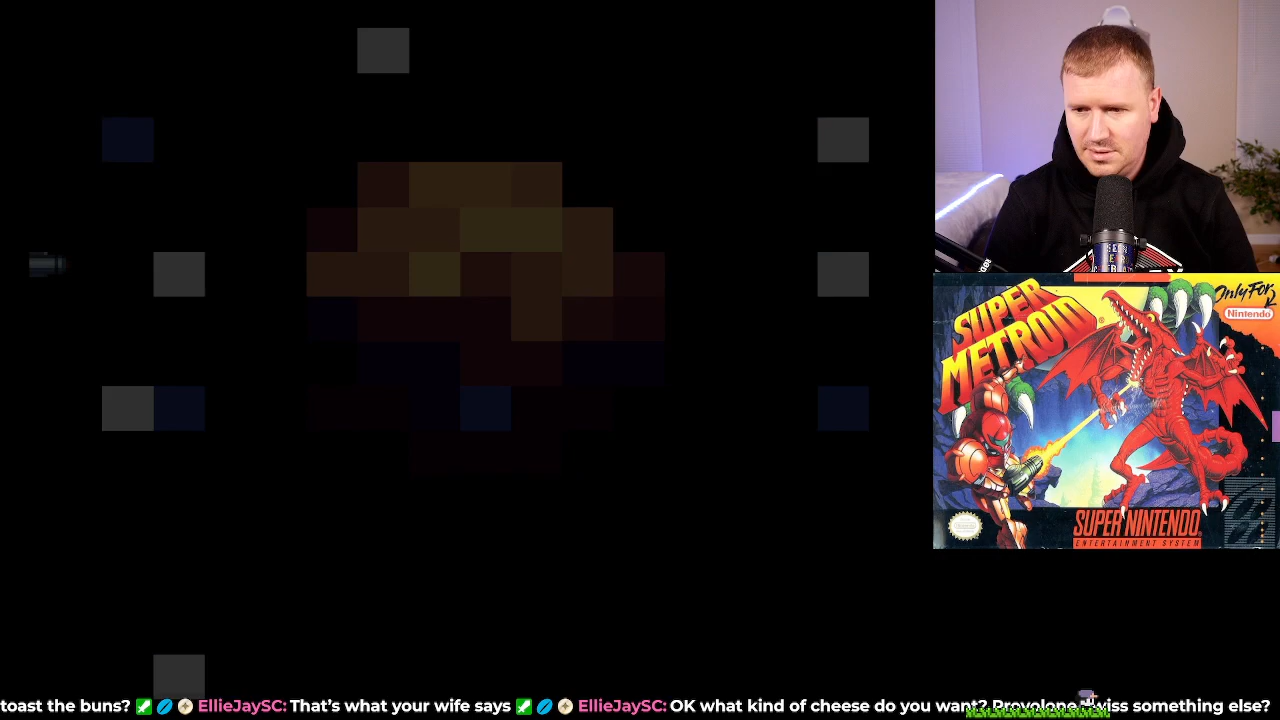 SUPER
METROID
Only For
Nintendo
SUPER NINTENDO
ENTERTAINMENT SYSTEM
toast the buns? EllieJaySC: That's what your wife says EllieJaySC: OK what kind of cheese do you want? Provolone, Swiss something else?